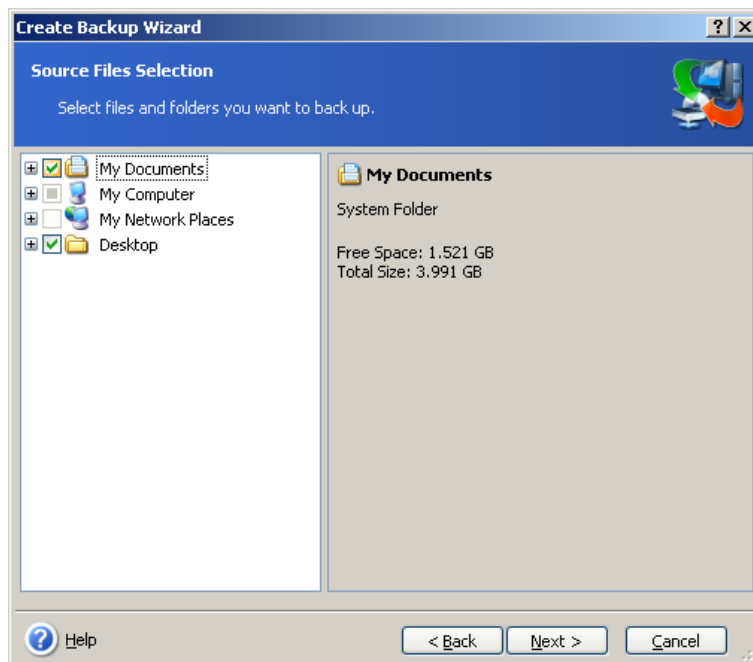 Create Backup Wizard
Source Files Selection
Select files and folders you want to back up.
My Documents
My Computer
My Network Places
Desktop
My Documents
System Folder
Free Space: 1.521 GB
Total Size: 3.991 GB
Help
< Back
Next >
Cancel